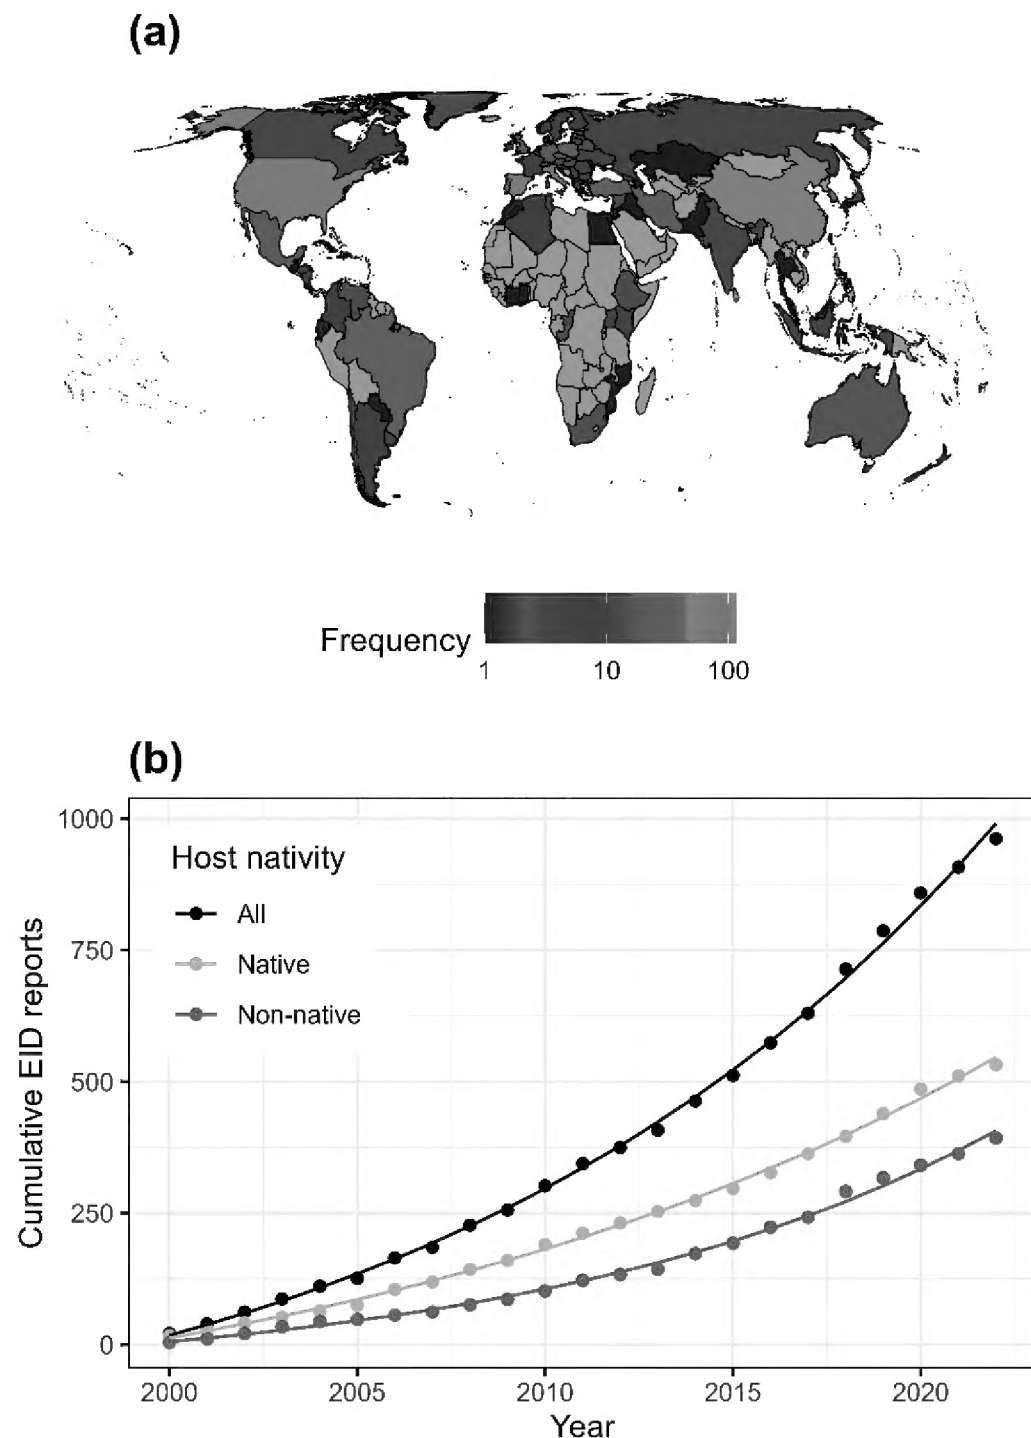 (a)
Frequency
1 10 100
(b)
Cumulative EID reports
1000
750
500
250
0
Host nativity
All
Native
Non-native
2000 2005 2010 2015 2020
Year